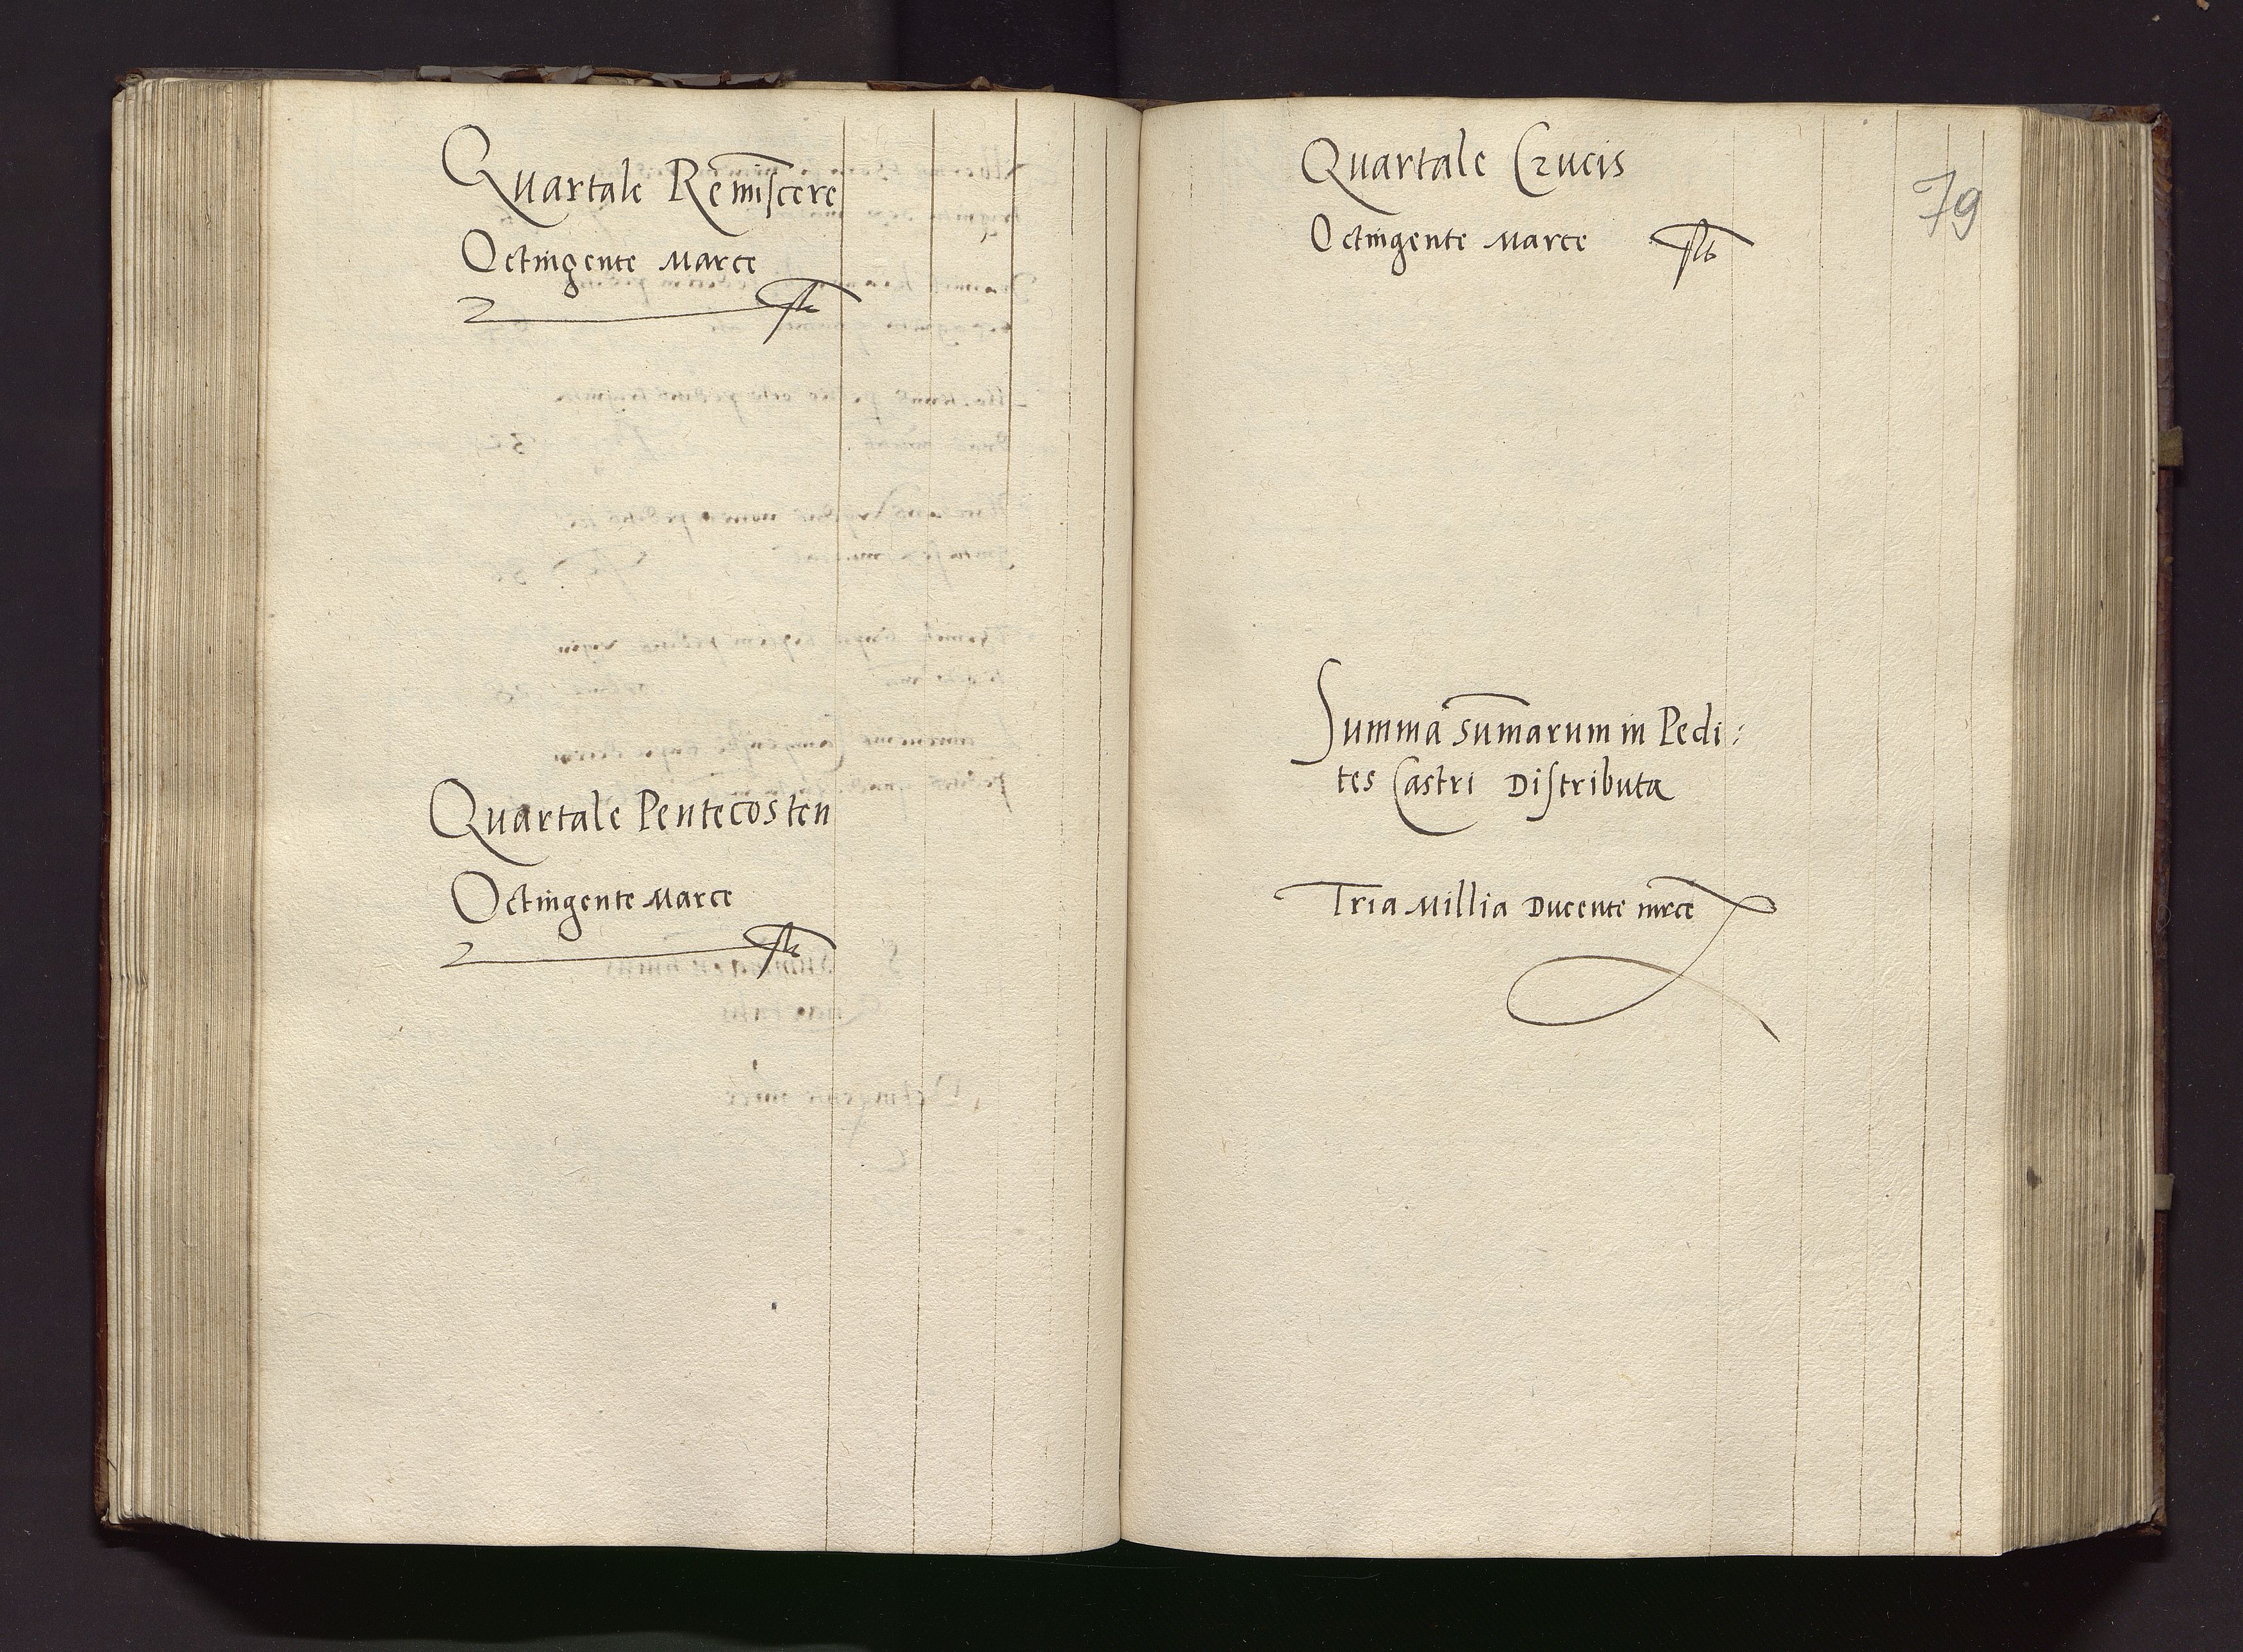 Quartale Remiscere
Octingente Marce
Quartale Pentecosten
Octingente Marce
79
Quartale Crucis
Octingente Marce
Summa sumarum in Pedi:
tes Castri Distributa
Tria Millia Ducente mrce